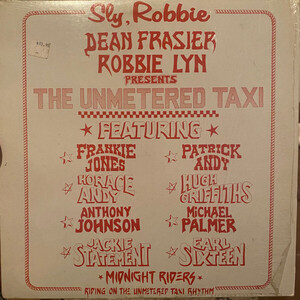 Sly, Robbie
DEAN FRASIER
ROBBIE LYN
PRESENTS
THE UNMETERED TAXI
FEATURING
FRANKIE JONES
PATRICK ANDY
HORACE ANDY
HUGH GRIFFITHS
ANTHONY JOHNSON
MICHAEL PALMER
JACKIE STATEMENT
EARL SIXTEEN
MIDNIGHT RIDERS
RIDING ON THE UNMETERED TAXI RHYTHM